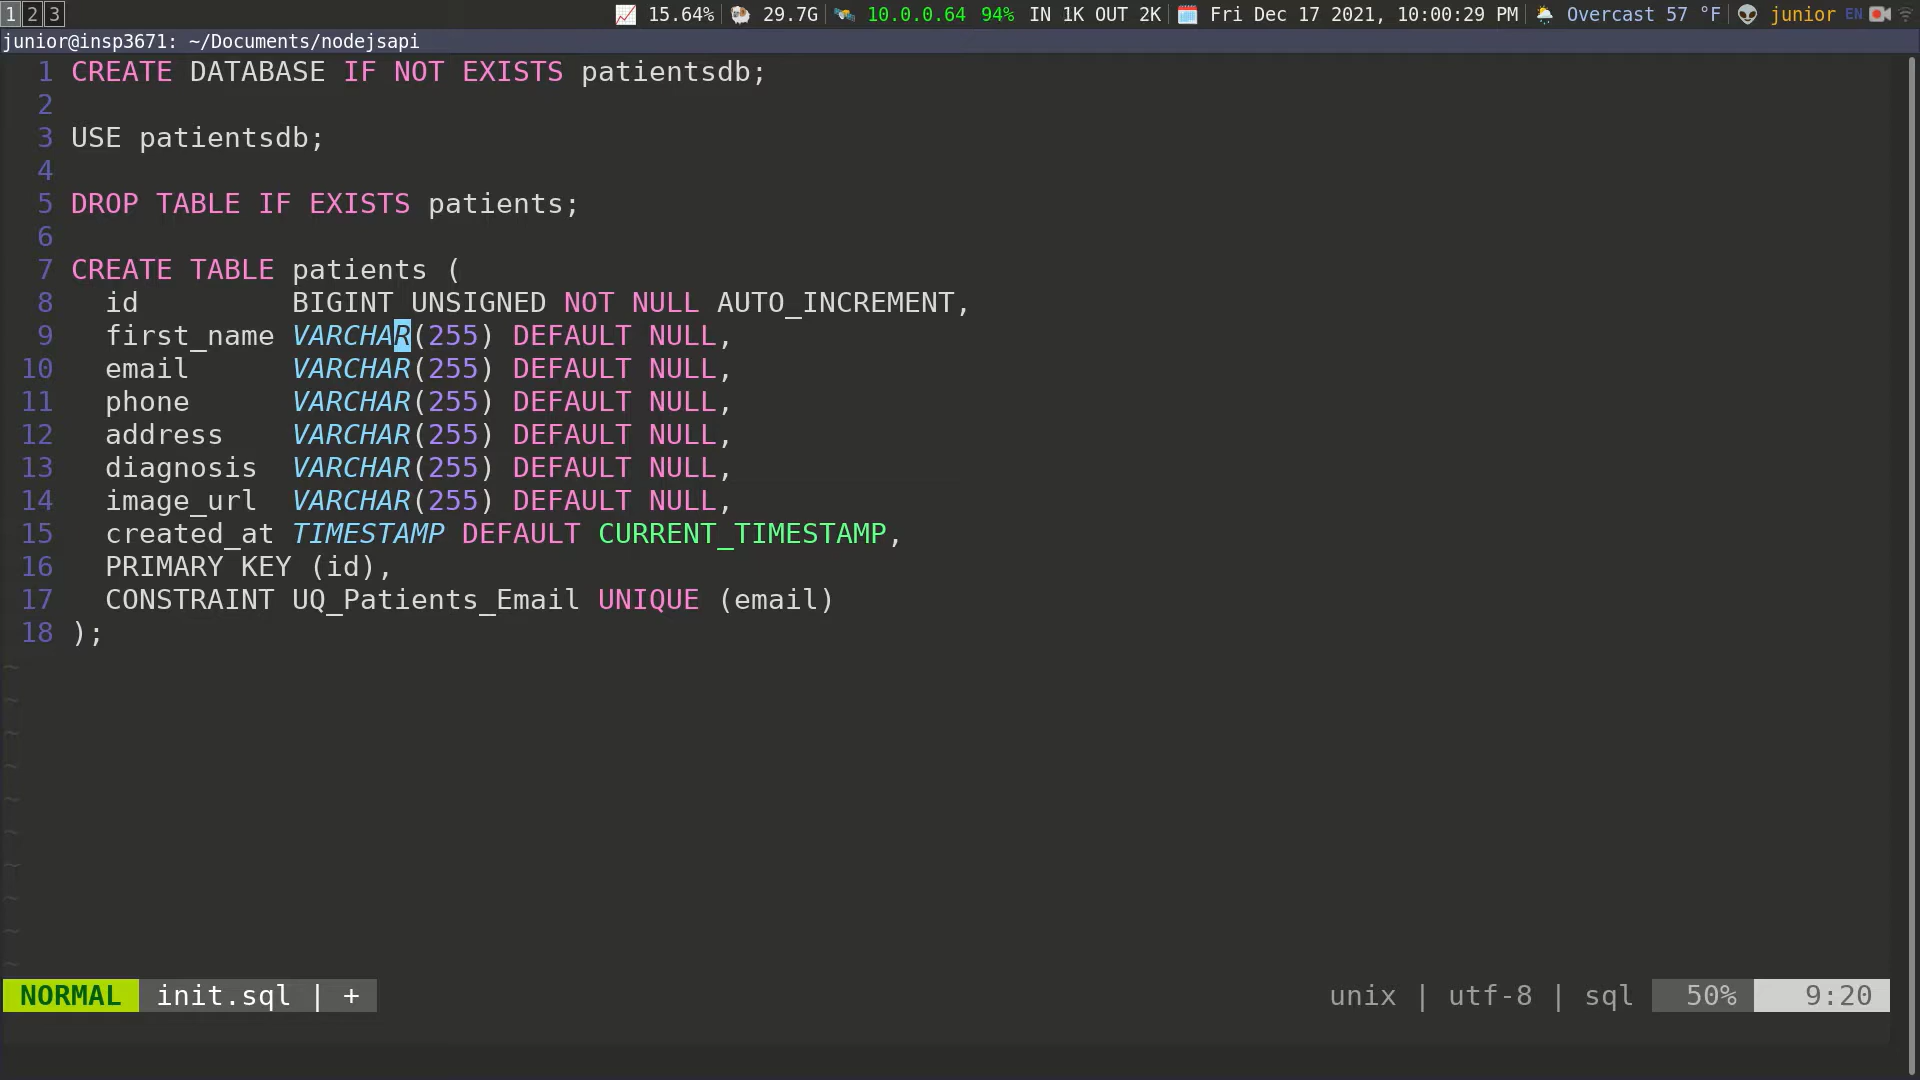 1 2 3 15.64% 29.7G 10.0.0.64 94% IN 1K OUT 2K Fri Dec 17 2021, 10:00:29 PM Overcast 57 °F junior EN
junior@insp3671: ~/Documents/nodejsapi
1 CREATE DATABASE IF NOT EXISTS patientsdb;
2
3 USE patientsdb;
4
5 DROP TABLE IF EXISTS patients;
6
7 CREATE TABLE patients (
8   id         BIGINT UNSIGNED NOT NULL AUTO_INCREMENT,
9   first_name VARCHAR(255) DEFAULT NULL,
10   email      VARCHAR(255) DEFAULT NULL,
11   phone      VARCHAR(255) DEFAULT NULL,
12   address    VARCHAR(255) DEFAULT NULL,
13   diagnosis  VARCHAR(255) DEFAULT NULL,
14   image_url  VARCHAR(255) DEFAULT NULL,
15   created_at TIMESTAMP DEFAULT CURRENT_TIMESTAMP,
16   PRIMARY KEY (id),
17   CONSTRAINT UQ_Patients_Email UNIQUE (email)
18 );
~
~
~
~
~
~
~
~
~
~
NORMAL init.sql | + unix | utf-8 | sql 50% 9:20